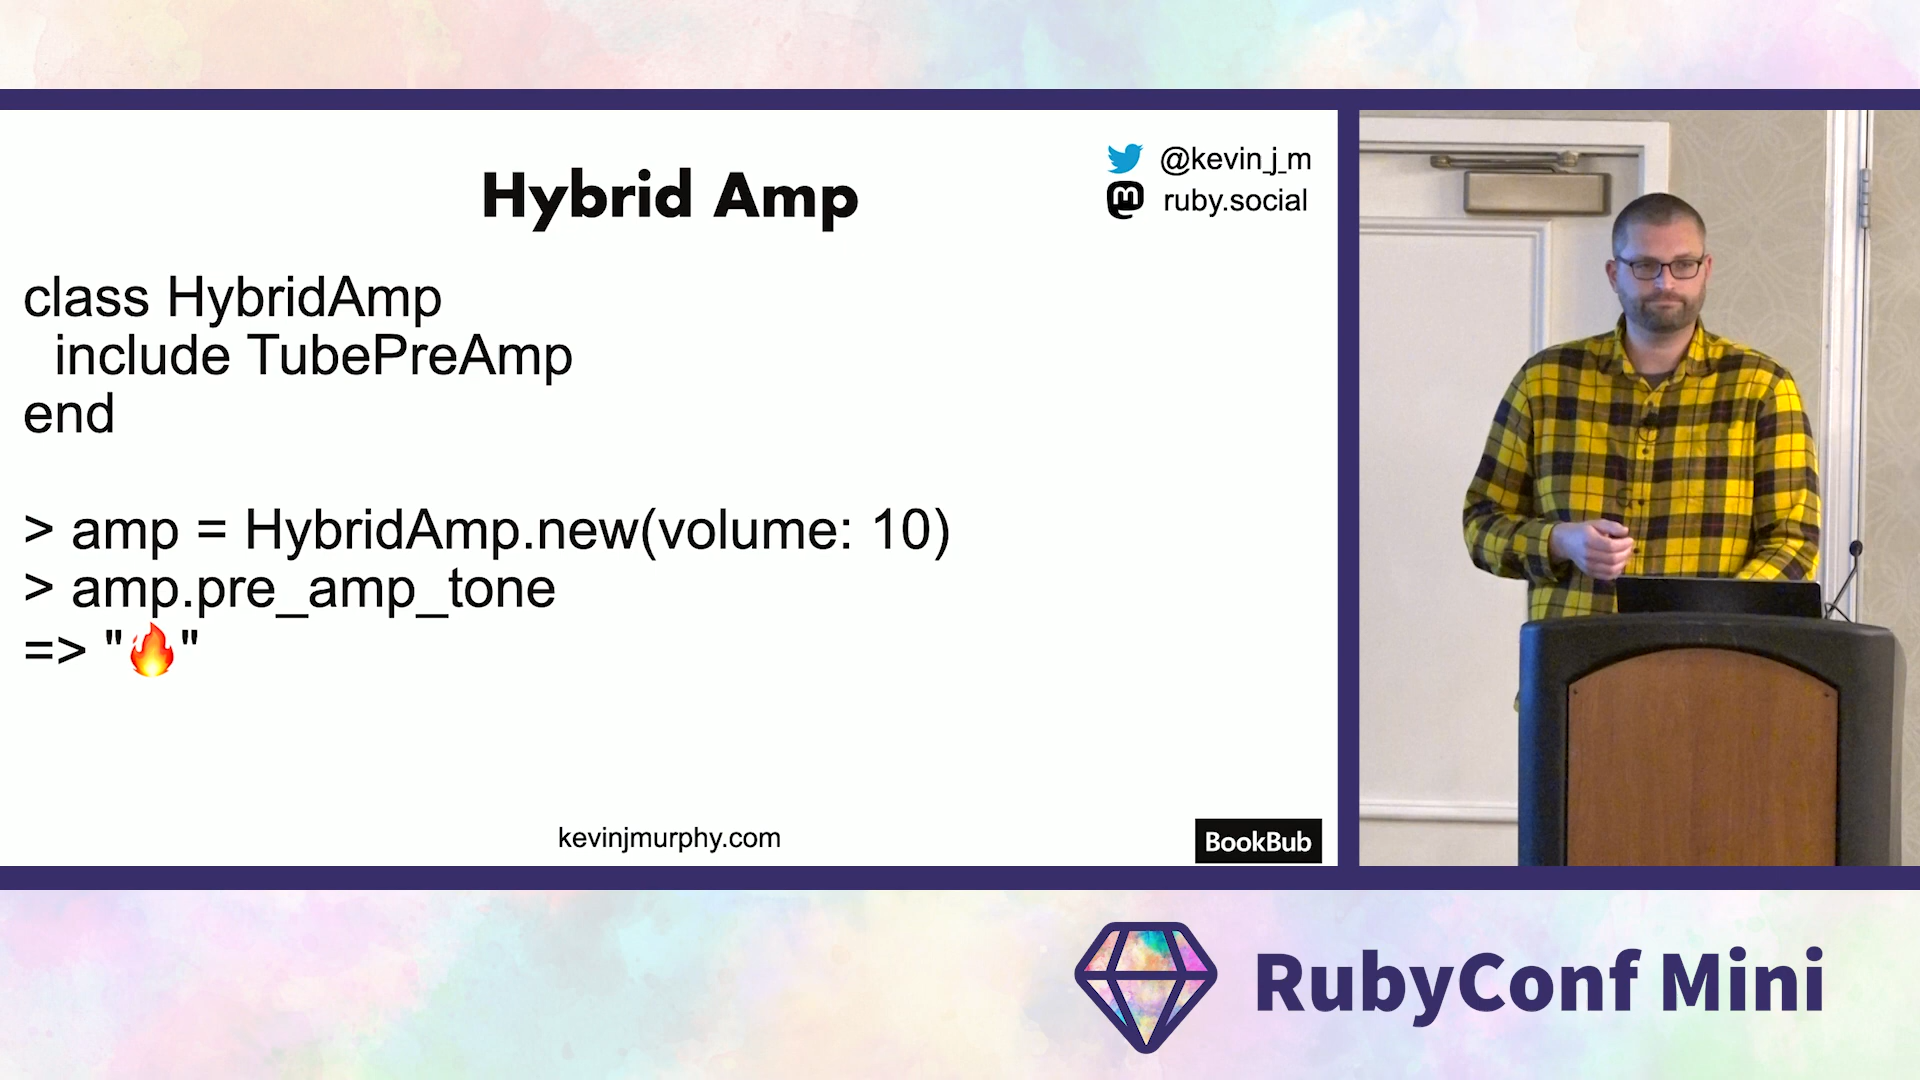 Hybrid Amp
@kevin_j_m
ruby.social
class HybridAmp
include TubePreAmp
end
> amp = HybridAmp.new(volume: 10)
> amp.pre_amp_tone
=> "🔥"
kevinjmurphy.com
BookBub
RubyConf Mini